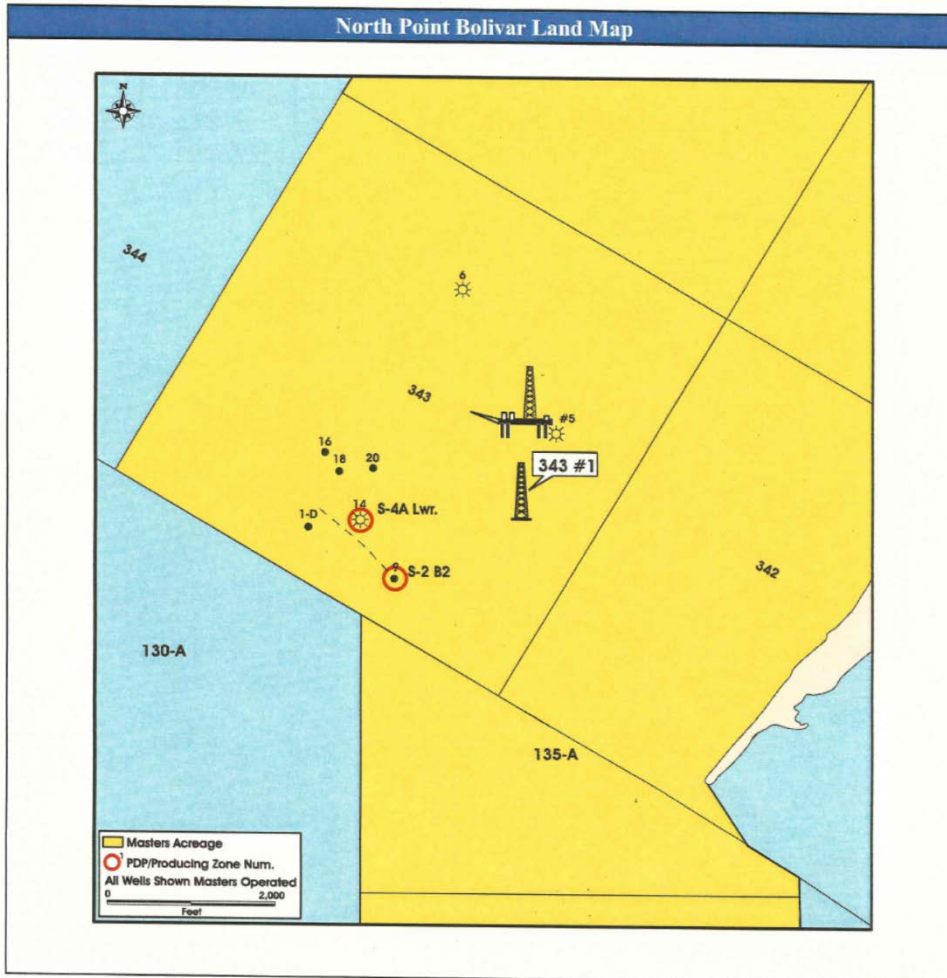 North Point Bolivar Land Map
N
344
6
343
#5
16
18
20
343 #1
14
S-4A Lwr.
1-D
9
S-2 B2
342
130-A
135-A
Masters Acreage
1
PDP/Producing Zone Num.
All Wells Shown Masters Operated
0 2,000
Feet